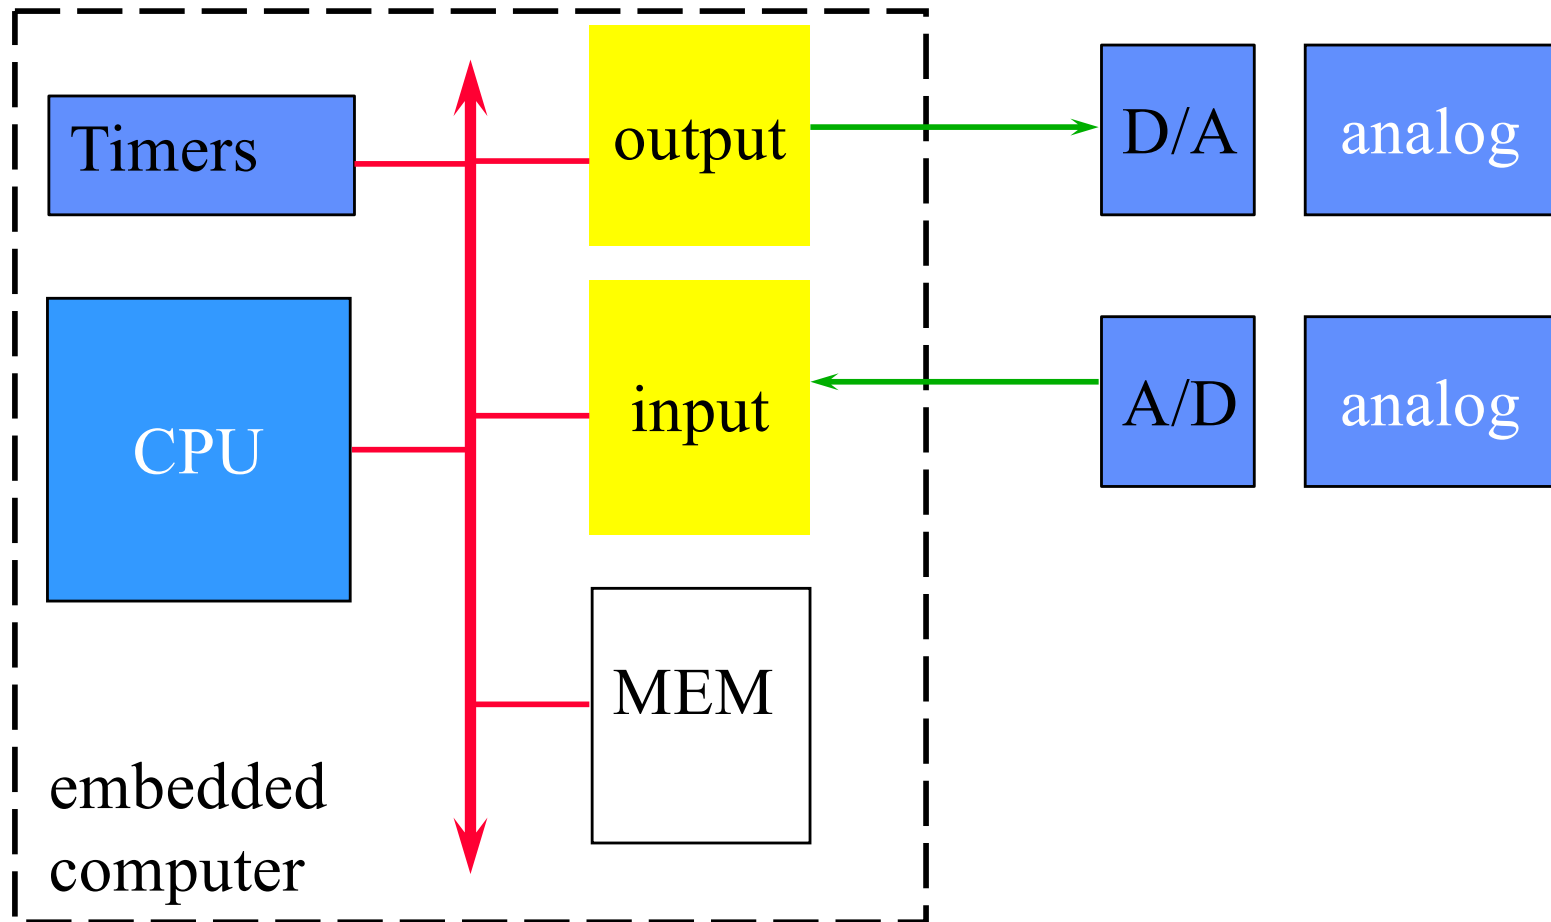 Timers
output
D/A
analog
CPU
input
A/D
analog
MEM
embedded
computer